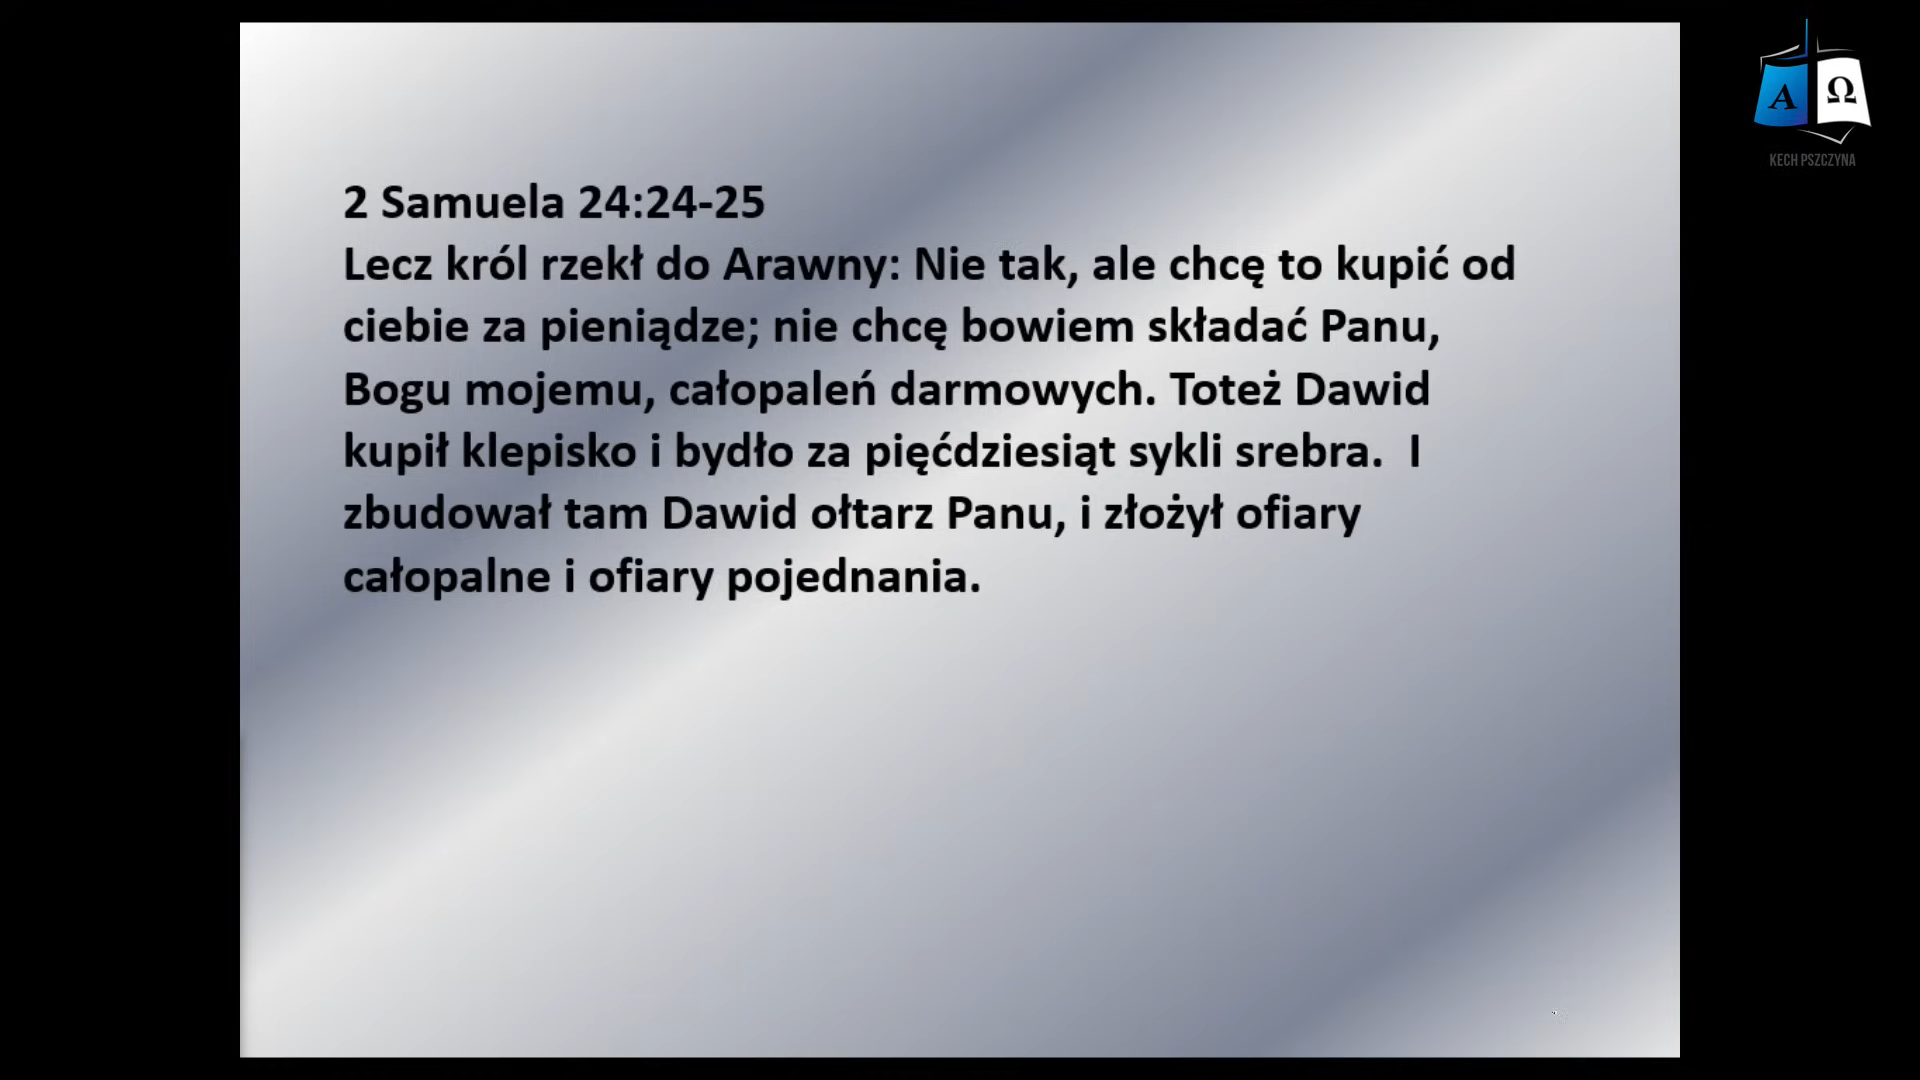 2 Samuela 24:24-25
Lecz król rzekł do Arawny: Nie tak, ale chcę to kupić od
ciebie za pieniądze; nie chcę bowiem składać Panu,
Bogu mojemu, całopaleń darmowych. Toteż Dawid
kupił klepisko i bydło za pięćdziesiąt sykli srebra.  I
zbudował tam Dawid ołtarz Panu, i złożył ofiary
całopalne i ofiary pojednania.
A Ω
KECH PSZCZYNA